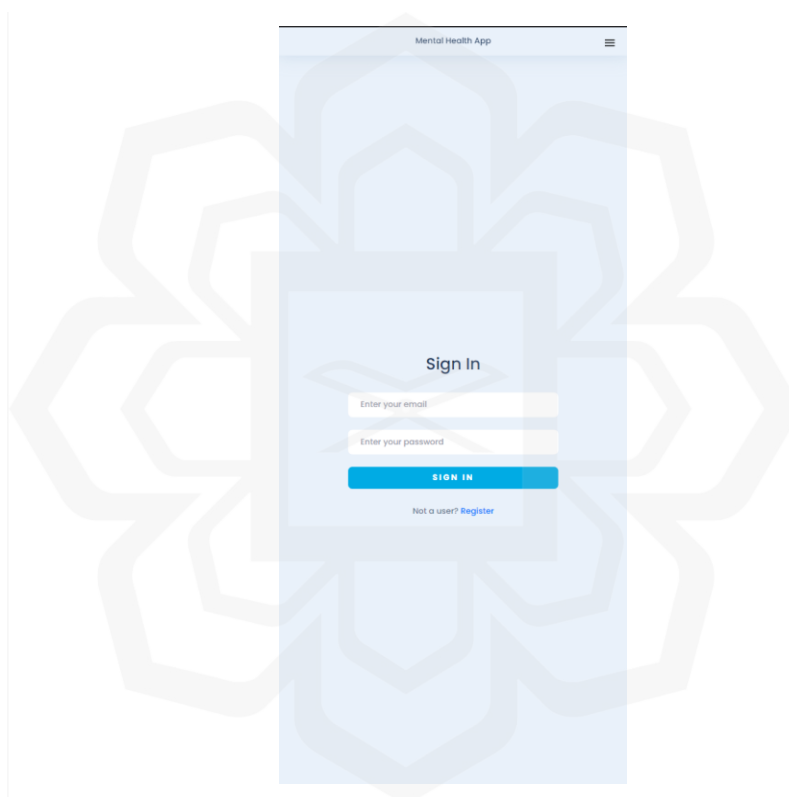 Mental Health App
Sign In
Enter your email
Enter your password
SIGN IN
Not a user? Register